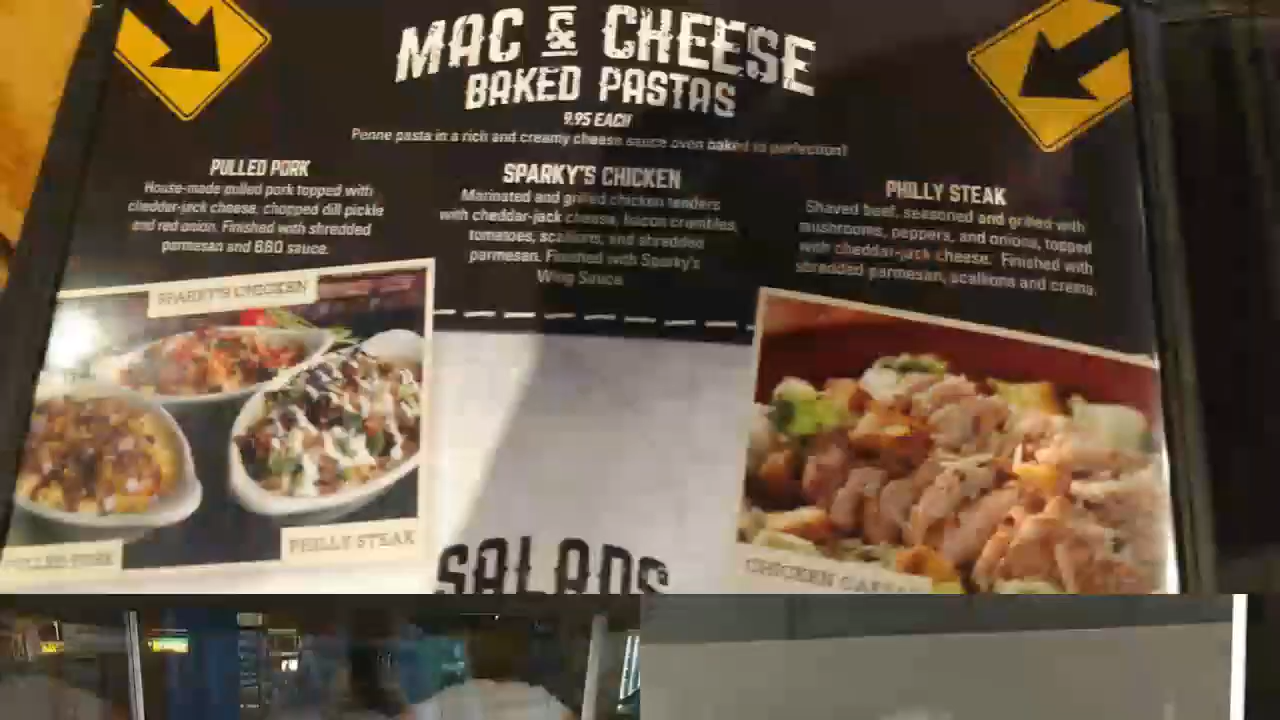 MAC & CHEESE
BAKED PASTAS
9.95 EACH
Penne pasta in a rich and creamy cheese sauce oven baked to perfection!
PULLED PORK
House-made pulled pork topped with
cheddar-jack cheese, chopped dill pickle
and red onion. Finished with shredded
parmesan and BBQ sauce.
SPARKY'S CHICKEN
Marinated and grilled chicken tenders
with cheddar-jack cheese, bacon crumbles,
tomatoes, scallions, and shredded
parmesan. Finished with Sparky's
Wing Sauce
PHILLY STEAK
Shaved beef, seasoned and grilled with
mushrooms, peppers, and onions, topped
with cheddar-jack cheese. Finished with
shredded parmesan, scallions and crema.
SPARKY'S CHICKEN
PULLED PORK
PHILLY STEAK
SALADS
CHICKEN CAESAR